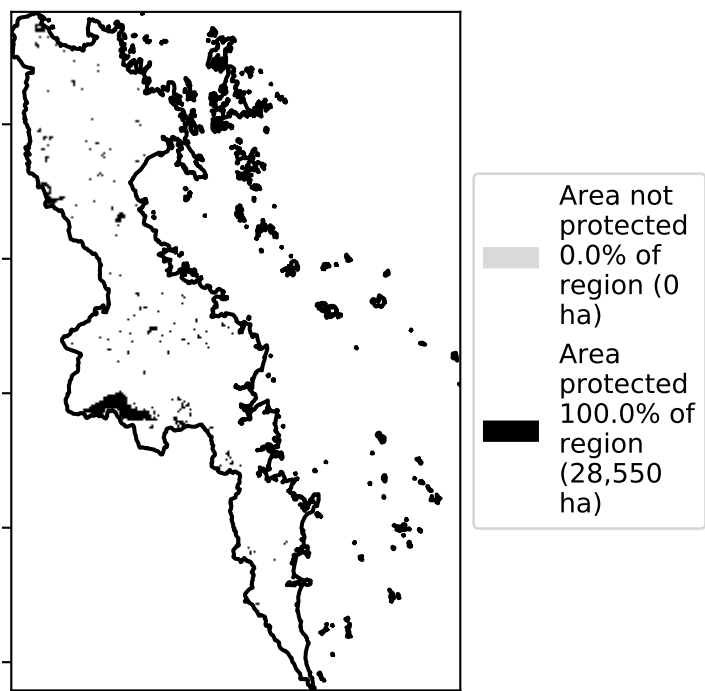 Area not
protected
0.0% of
region (0
ha)
Area
protected
100.0% of
region
(28,550
ha)